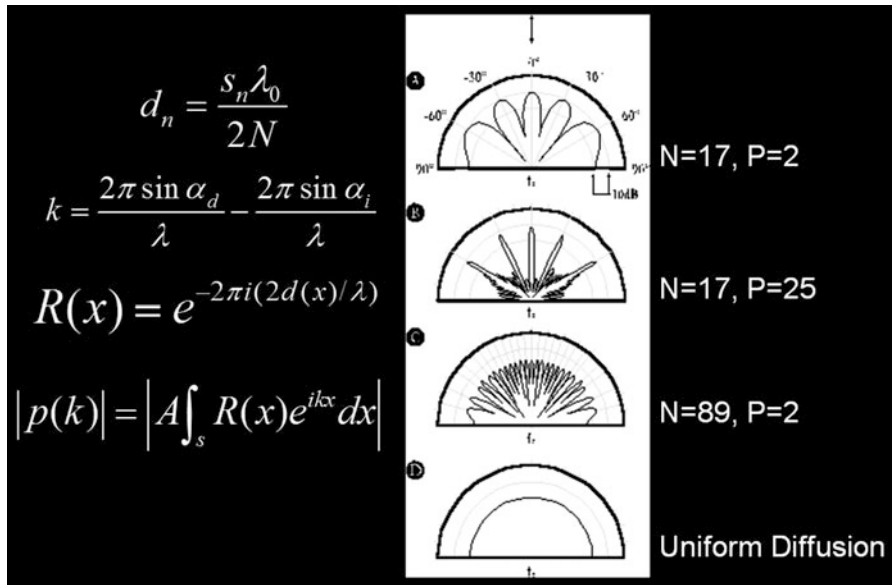 d_n = s_n λ_0 / 2N
k = 2π sin α_d / λ − 2π sin α_i / λ
R(x) = e^{−2πi(2d(x)/λ)}
|p(k)| = |A∫_s R(x)e^{ikx} dx|
A
-30°
30°
-60°
60°
90°
90°
10dB
N=17, P=2
B
N=17, P=25
C
N=89, P=2
D
Uniform Diffusion